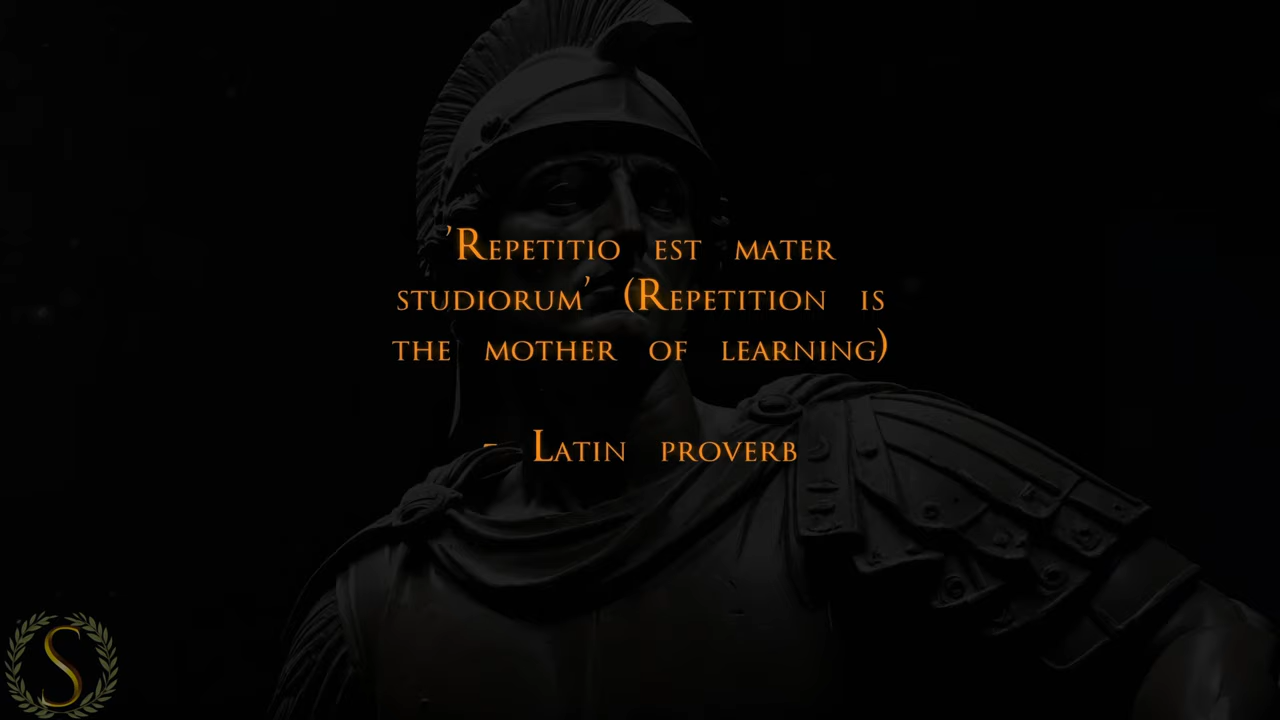 'Repetitio est mater
studiorum' (Repetition is
the mother of learning)
- Latin proverb
S